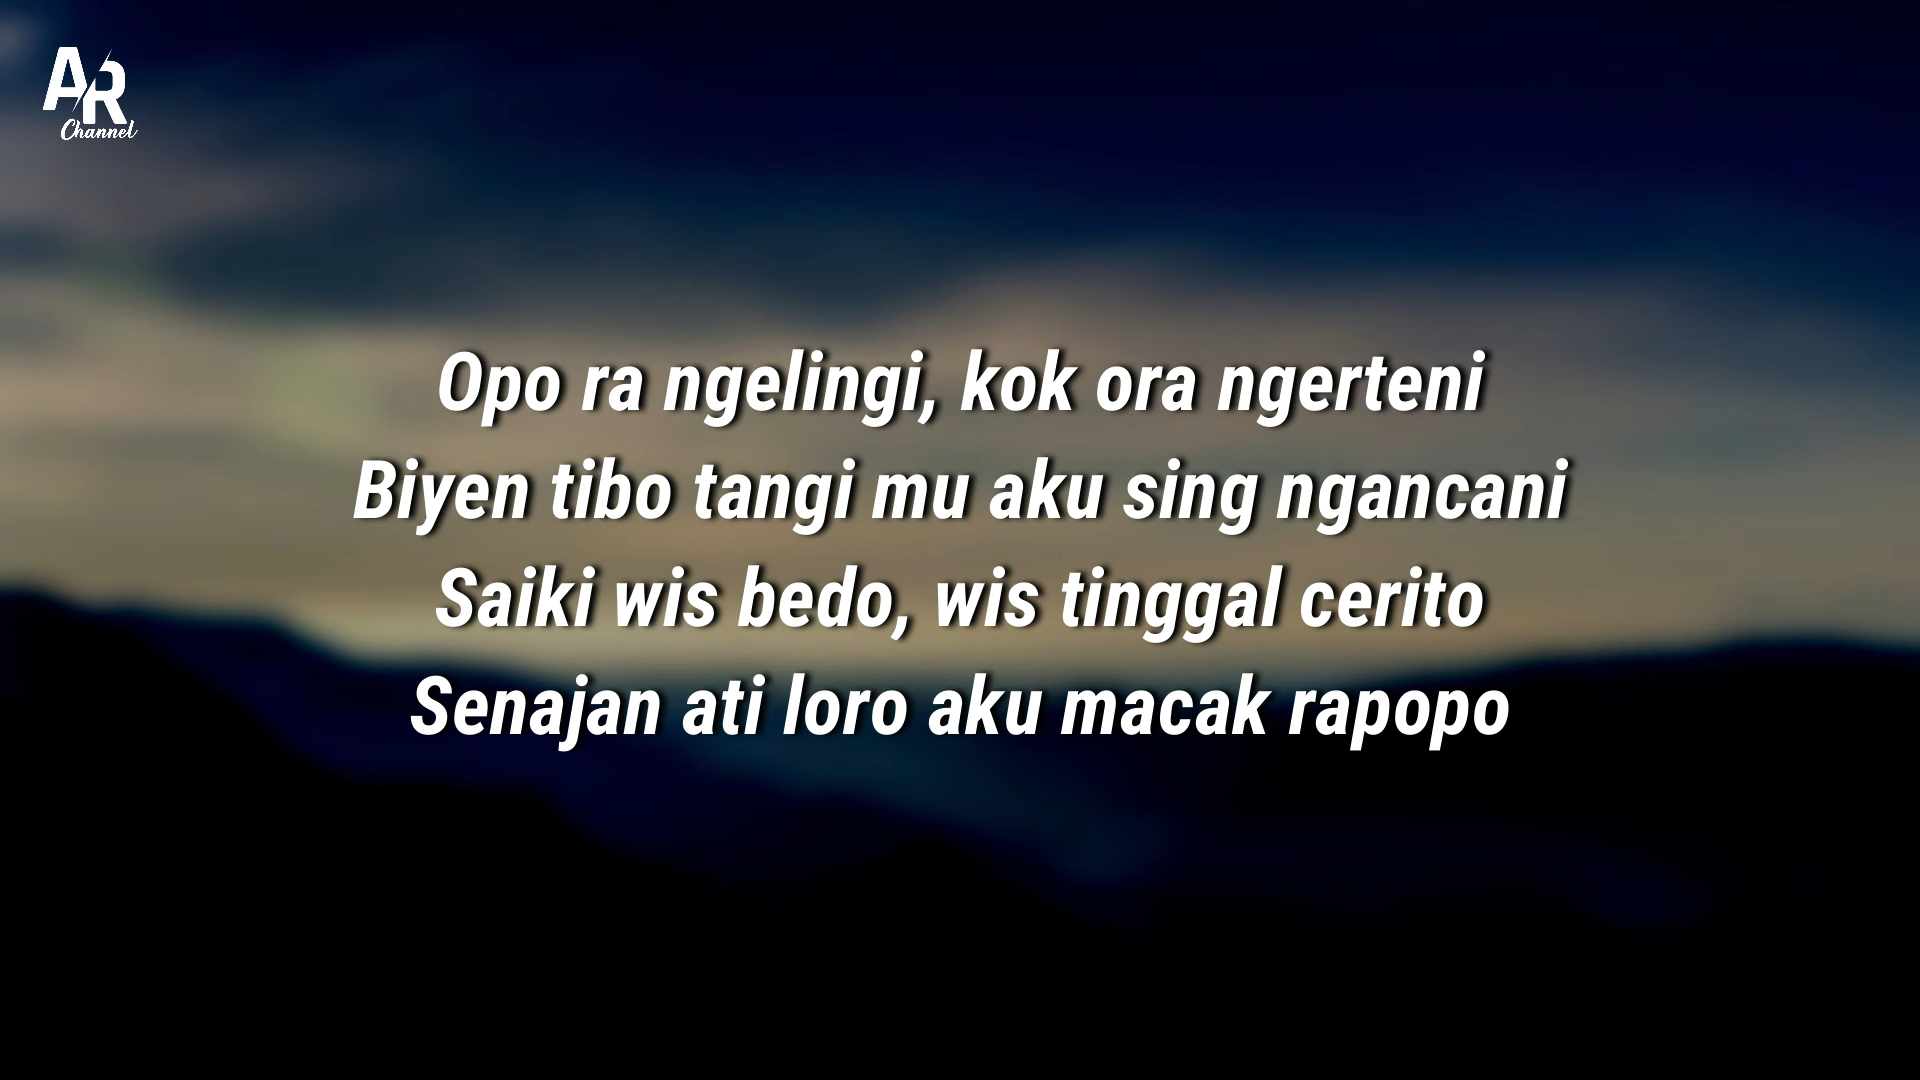 AR
Channel
Opo ra ngelingi, kok ora ngerteni
Biyen tibo tangi mu aku sing ngancani
Saiki wis bedo, wis tinggal cerito
Senajan ati loro aku macak rapopo